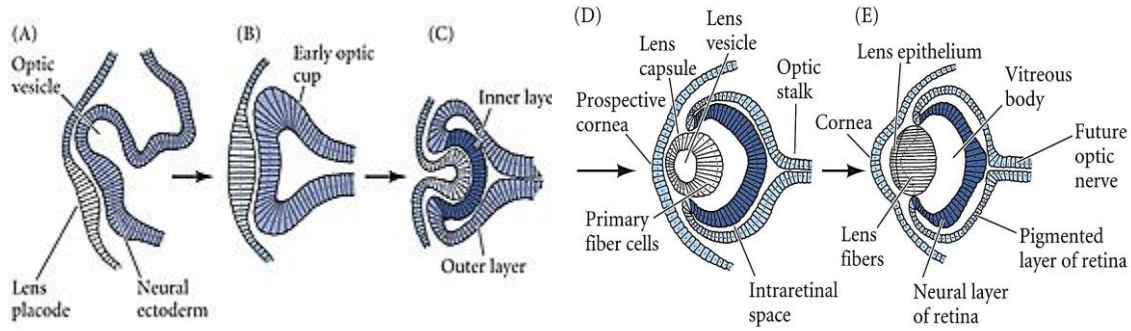 (A)
Optic
vesicle
Lens
placode
Neural
ectoderm
(B)
Early optic
cup
(C)
Inner laye
Outer layer
(D)
Lens
capsule
Lens
vesicle
Optic
stalk
Prospective
cornea
Primary
fiber cells
Intraretinal
space
(E)
Lens epithelium
Vitreous
body
Cornea
Future
optic
nerve
Lens
fibers
Pigmented
layer of retina
Neural layer
of retina